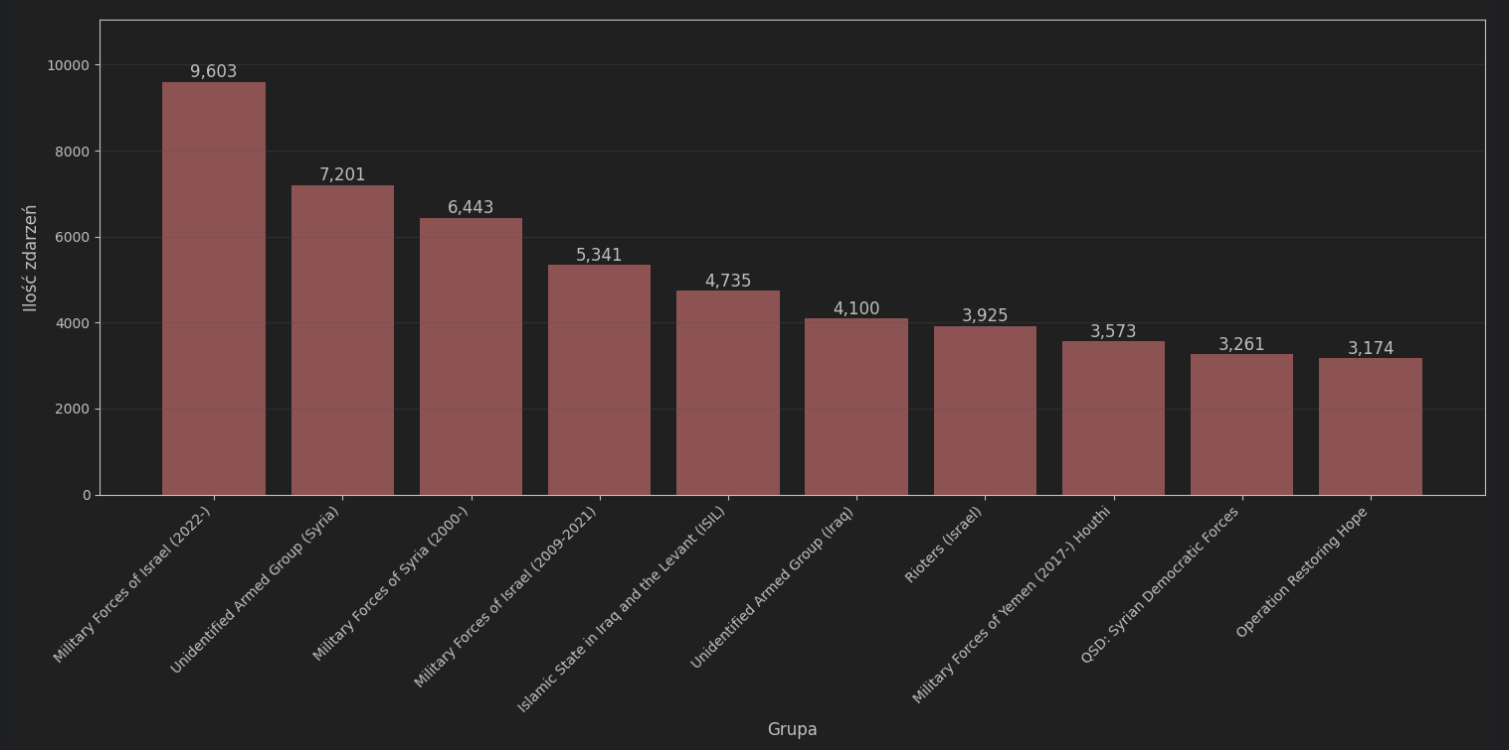 10000
8000
6000
4000
2000
0
Ilość zdarzeń
9,603
7,201
6,443
5,341
4,735
4,100
3,925
3,573
3,261
3,174
Military Forces of Israel (2022-)
Unidentified Armed Group (Syria)
Military Forces of Syria (2000-)
Military Forces of Israel (2009-2021)
Islamic State in Iraq and the Levant (ISIL)
Unidentified Armed Group (Iraq)
Rioters (Israel)
Military Forces of Yemen (2017-) Houthi
QSD: Syrian Democratic Forces
Operation Restoring Hope
Grupa